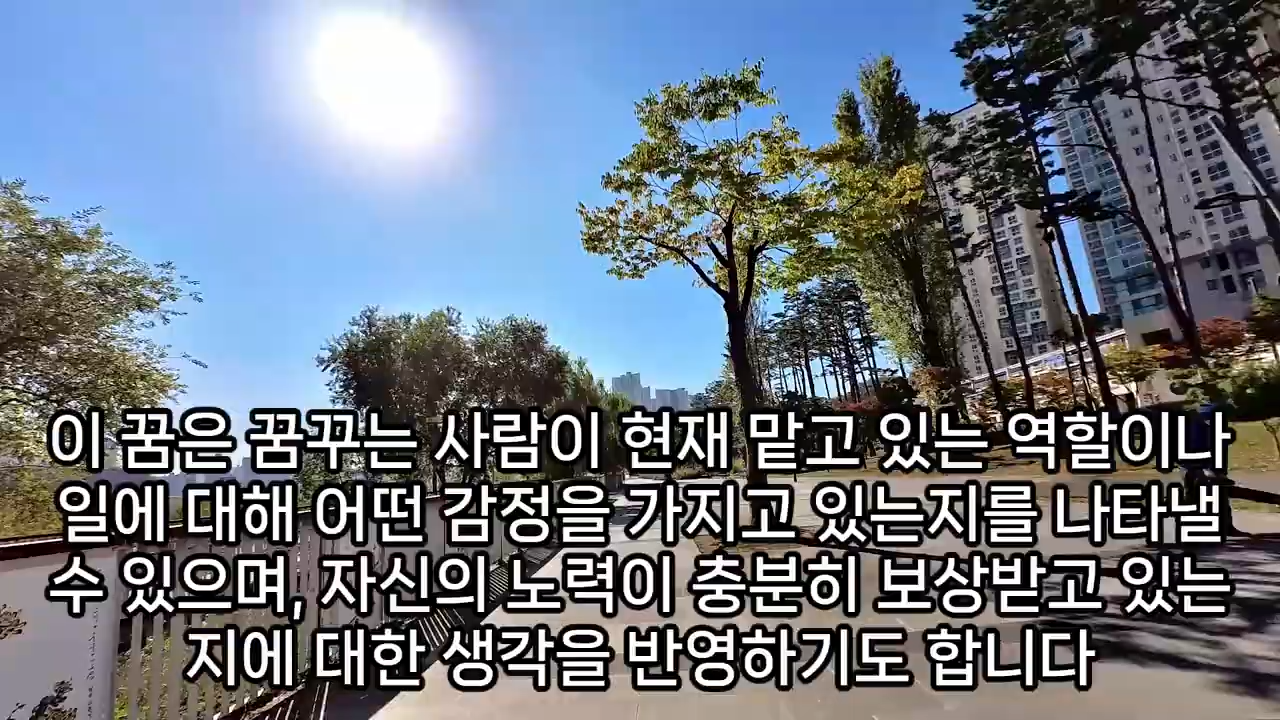 이 꿈은 꿈꾸는 사람이 현재 맡고 있는 역할이나
일에 대해 어떤 감정을 가지고 있는지를 나타낼
수 있으며, 자신의 노력이 충분히 보상받고 있는
지에 대한 생각을 반영하기도 합니다